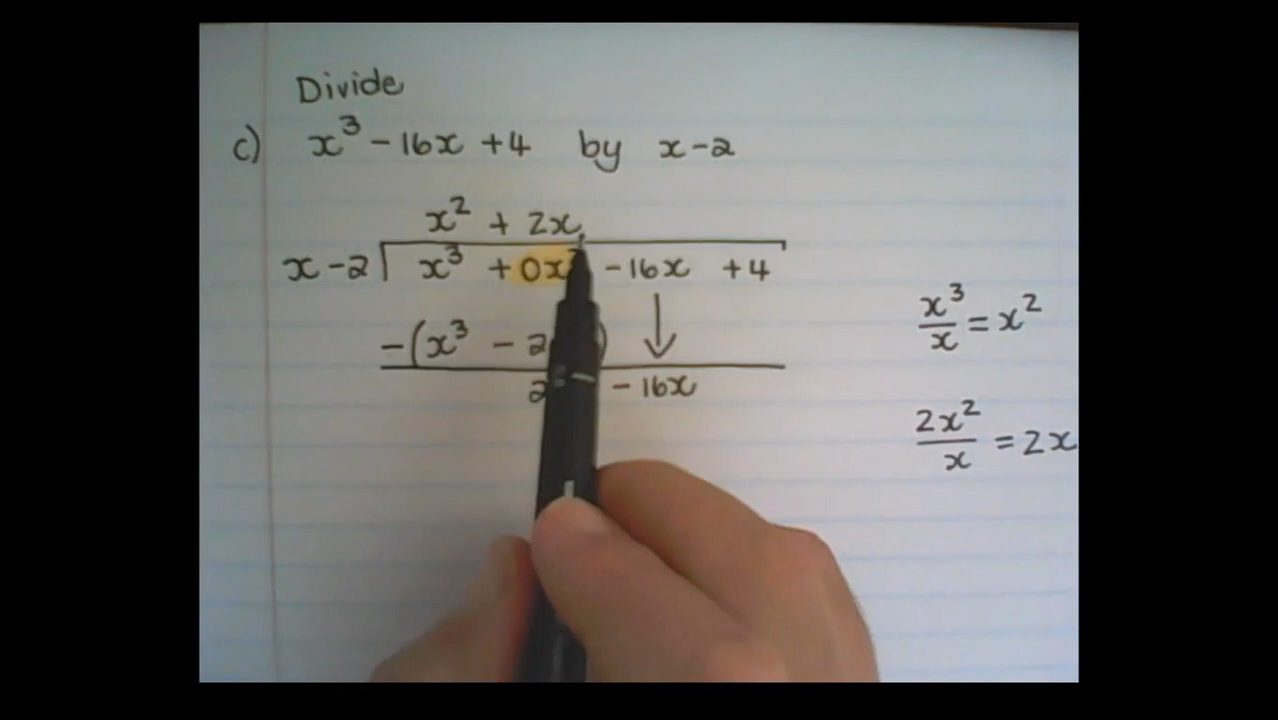 Divide
c) x³ - 16x + 4 by x - 2
x² + 2x
x - 2 x³ + 0x² - 16x + 4
x³/x = x²
-(x³ - 2 )
2 - 16x
2x²/x = 2x